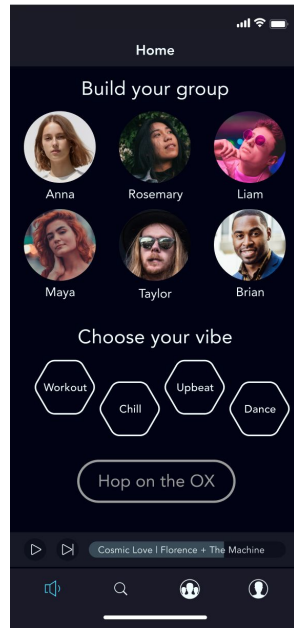 Home
Build your group
Anna Rosemary Liam
Maya Taylor Brian
Choose your vibe
Workout Chill Upbeat Dance
Hop on the OX
Cosmic Love | Florence + The Machine